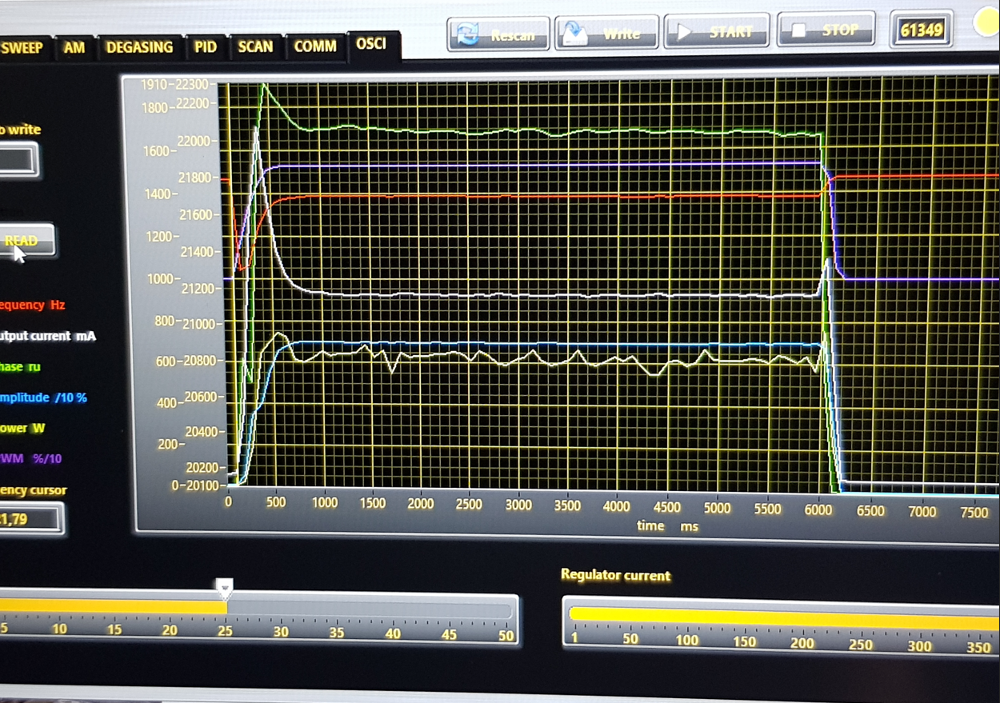 Rescan Write START STOP 61349
SWEEP AM DEGASING PID SCAN COMM OSCI
o write
READ
equency Hz
utput current mA
hase ru
mplitude /10 %
ower W
WM %/10
ency cursor
1,79
1910 22300
1800 22200
22000
1600
21800
1400
21600
1200
21400
1000
21200
800
21000
600 20800
20600
400
20400
200
20200
0 20100
0 500 1000 1500 2000 2500 3000 3500 4000 4500 5000 5500 6000 6500 7000 7500
time ms
Regulator current
5 10 15 20 25 30 35 40 45 50
1 50 100 150 200 250 300 350